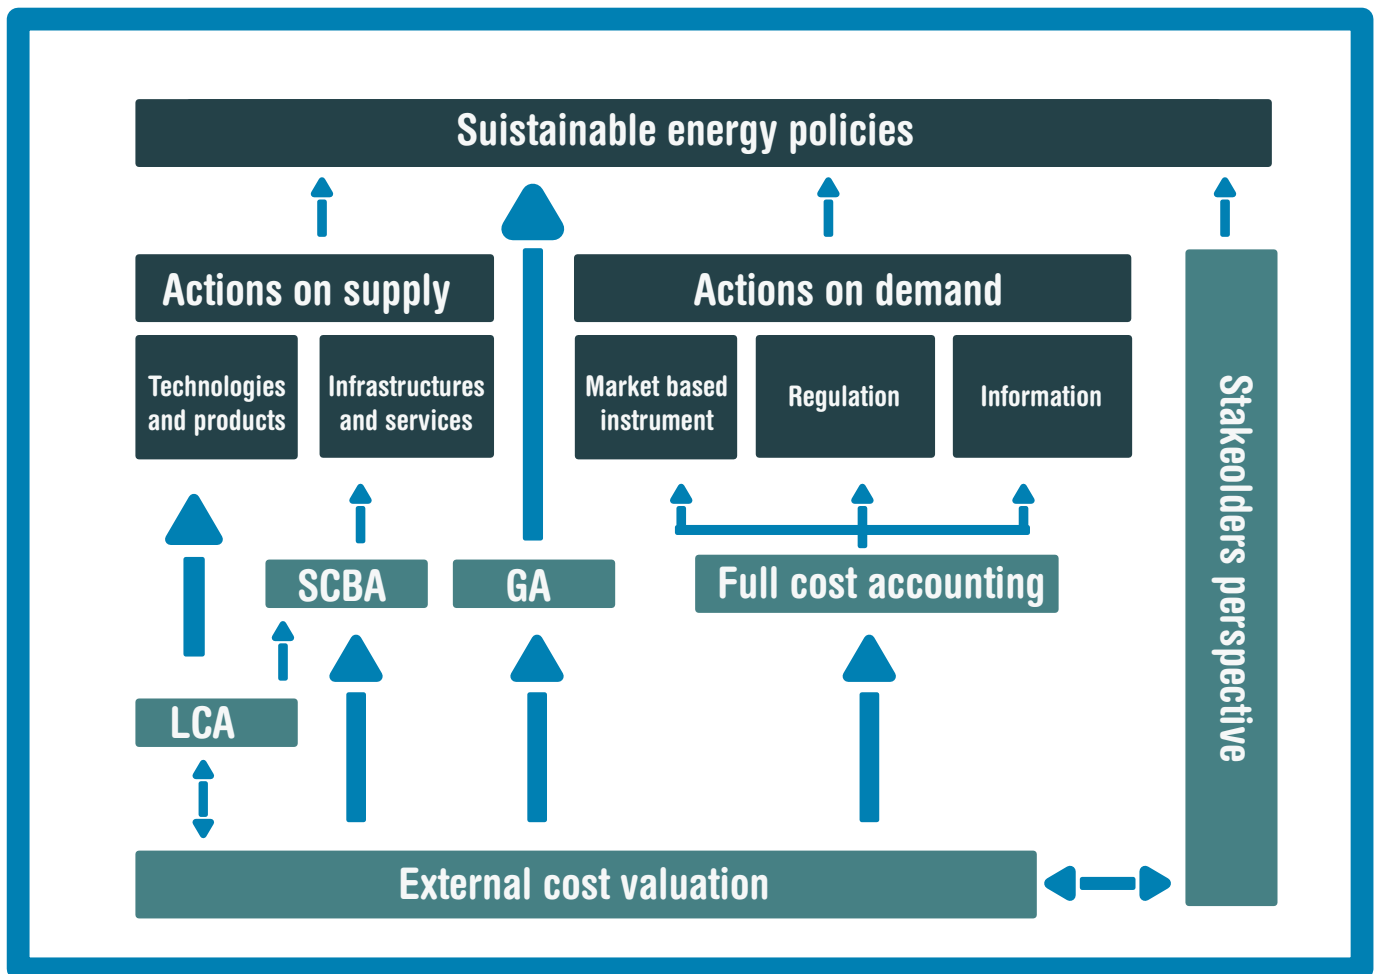 Suistainable energy policies
Actions on supply
Actions on demand
Technologies
and products
Infrastructures
and services
Market based
instrument
Regulation
Information
Stakeolders perspective
SCBA
GA
Full cost accounting
LCA
External cost valuation